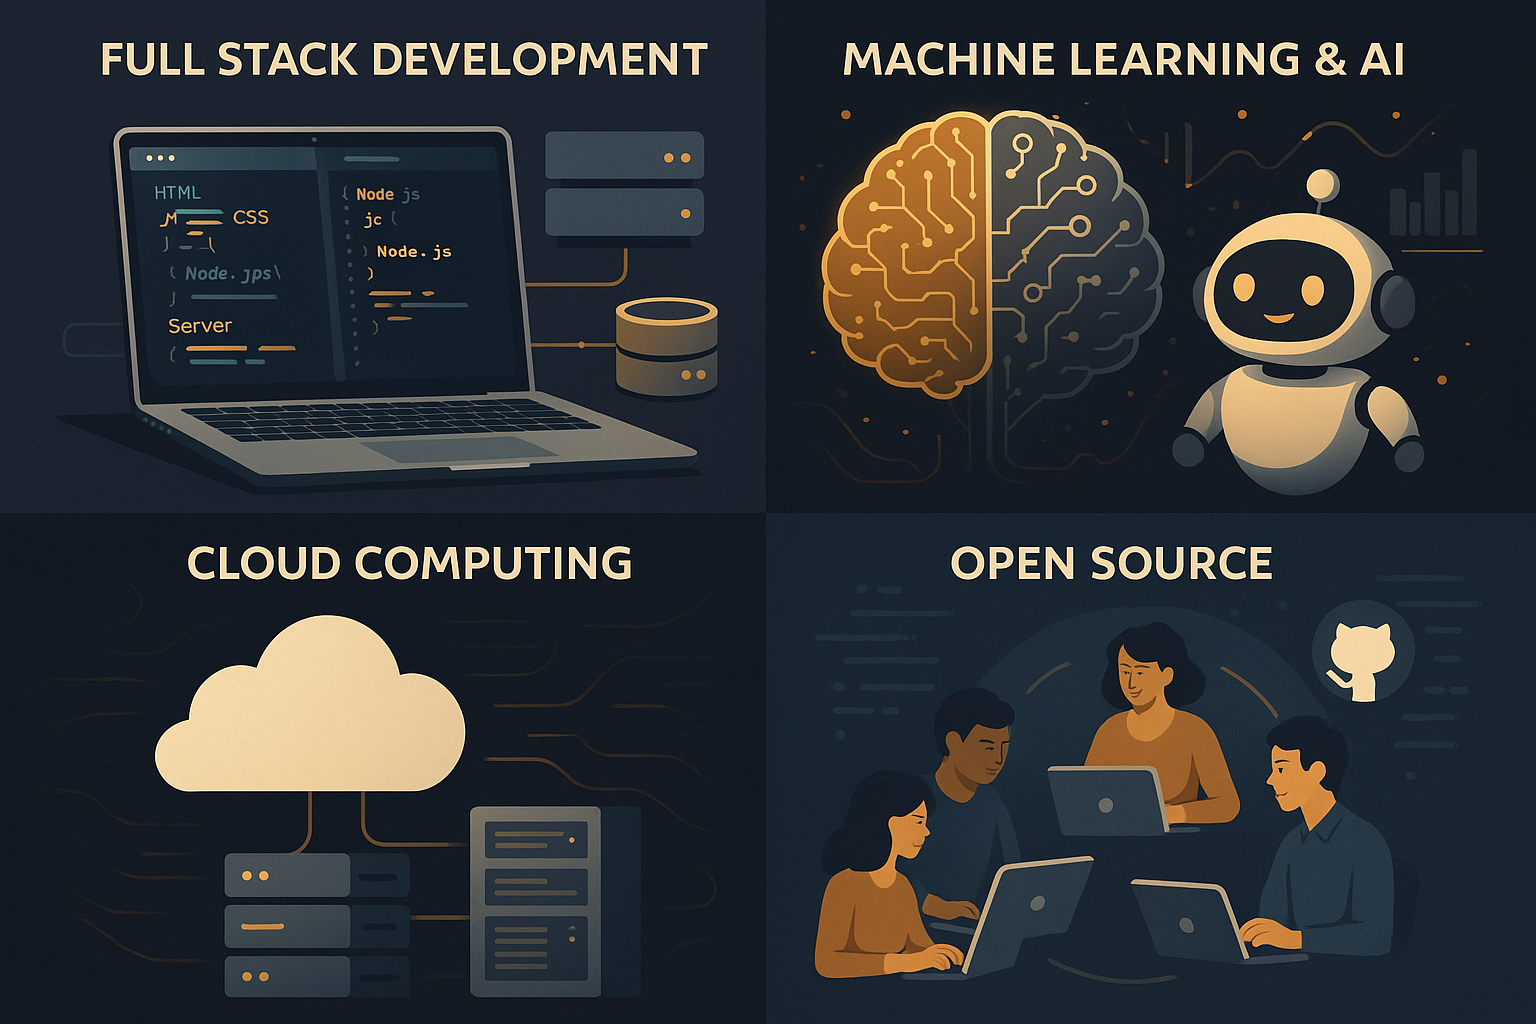 FULL STACK DEVELOPMENT
HTML
CSS
( Node.jps\
Server
{ Node js
jc (
) Node.js
MACHINE LEARNING & AI
CLOUD COMPUTING
OPEN SOURCE